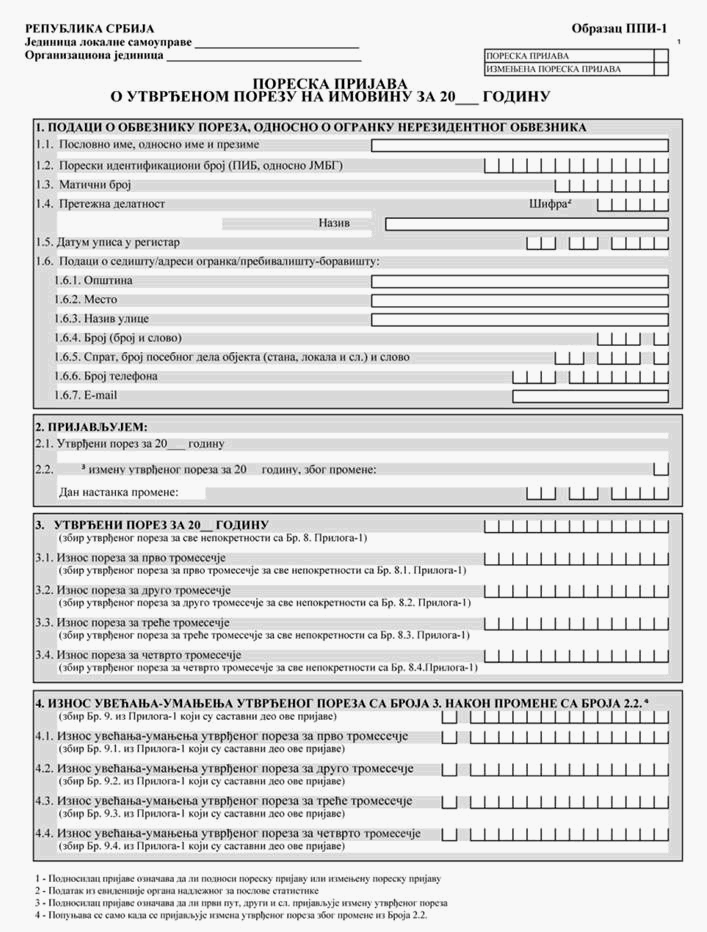 РЕПУБЛИКА СРБИЈА
Јединица локалне самоуправе
Организациона јединица
Образац ППИ-1
1
ПОРЕСКА ПРИЈАВА
ИЗМЕЊЕНА ПОРЕСКА ПРИЈАВА
ПОРЕСКА ПРИЈАВА
О УТВРЂЕНОМ ПОРЕЗУ НА ИМОВИНУ ЗА 20___ ГОДИНУ
1. ПОДАЦИ О ОБВЕЗНИКУ ПОРЕЗА, ОДНОСНО О ОГРАНКУ НЕРЕЗИДЕНТНОГ ОБВЕЗНИКА
1.1. Пословно име, односно име и презиме
1.2. Порески идентификациони број (ПИБ, односно ЈМБГ)
1.3. Матични број
1.4. Претежна делатност Шифра²
Назив
1.5. Датум уписа у регистар
1.6. Подаци о седишту/адреси огранка/пребивалишту-боравишту:
1.6.1. Општина
1.6.2. Место
1.6.3. Назив улице
1.6.4. Број (број и слово)
1.6.5. Спрат, број посебног дела објекта (стана, локала и сл.) и слово
1.6.6. Број телефона
1.6.7. E-mail
2. ПРИЈАВЉУЈЕМ:
2.1. Утврђени порез за 20___ годину
2.2. ³ измену утврђеног пореза за 20 годину, због промене:
Дан настанка промене:
3. УТВРЂЕНИ ПОРЕЗ ЗА 20__ ГОДИНУ
(збир утврђеног пореза за све непокретности са Бр. 8. Прилога-1)
3.1. Износ пореза за прво тромесечје
(збир утврђеног пореза за прво тромесечје за све непокретности са Бр. 8.1. Прилога-1)
3.2. Износ пореза за друго тромесечје
(збир утврђеног пореза за друго тромесечје за све непокретности са Бр. 8.2. Прилога-1)
3.3. Износ пореза за треће тромесечје
(збир утврђеног пореза за треће тромесечје за све непокретности са Бр. 8.3. Прилога-1)
3.4. Износ пореза за четврто тромесечје
(збир утврђеног пореза за четврто тромесечје за све непокретности са Бр. 8.4.Прилога-1)
4. ИЗНОС УВЕЋАЊА-УМАЊЕЊА УТВРЂЕНОГ ПОРЕЗА СА БРОЈА 3. НАКОН ПРОМЕНЕ СА БРОЈА 2.2. ⁴
(збир Бр. 9. из Прилога-1 који су саставни део ове пријаве)
4.1. Износ увећања-умањења утврђеног пореза за прво тромесечје
(збир Бр. 9.1. из Прилога-1 који су саставни део ове пријаве)
4.2. Износ увећања-умањења утврђеног пореза за друго тромесечје
(збир Бр. 9.2. из Прилога-1 који су саставни део ове пријаве)
4.3. Износ увећања-умањења утврђеног пореза за треће тромесечје
(збир Бр. 9.3. из Прилога-1 који су саставни део ове пријаве)
4.4. Износ увећања-умањења утврђеног пореза за четврто тромесечје
(збир Бр. 9.4. из Прилога-1 који су саставни део ове пријаве)
1 - Подносилац пријаве означава да ли подноси пореску пријаву или измењену пореску пријаву
2 - Податак из евиденције органа надлежног за послове статистике
3 - Подносилац пријаве означава да ли први пут, други и сл. пријављује измену утврђеног пореза
4 - Попуњава се само када се пријављује измена утврђеног пореза због промене из Броја 2.2.